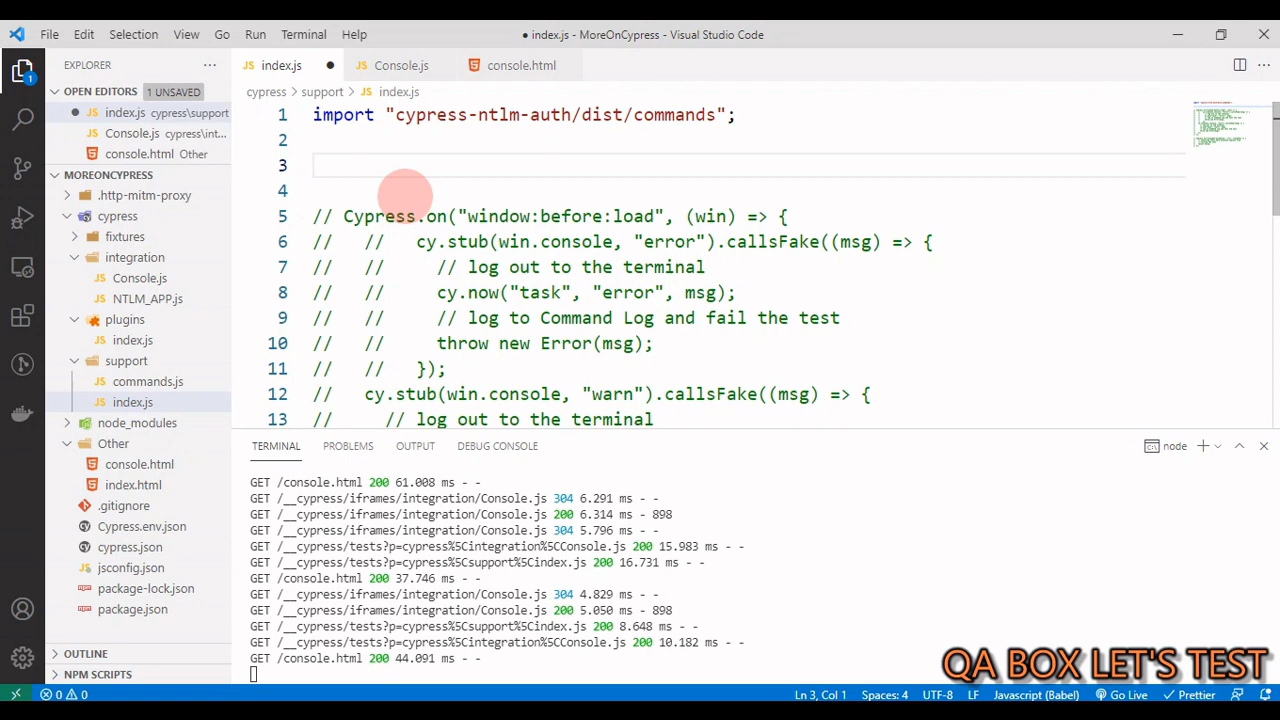 File Edit Selection View Go Run Terminal Help
● index.js - MoreOnCypress - Visual Studio Code
EXPLORER ···
OPEN EDITORS 1 UNSAVED
● JS index.js cypress\support
JS Console.js cypress\int...
console.html Other
MOREONCYPRESS
.http-mitm-proxy
cypress
fixtures
integration
JS Console.js
JS NTLM_APP.js
plugins
JS index.js
support
JS commands.js
JS index.js
node_modules
Other
console.html
index.html
.gitignore
Cypress.env.json
cypress.json
jsconfig.json
package-lock.json
package.json
OUTLINE
NPM SCRIPTS
1
JS index.js ● JS Console.js console.html
cypress > support > JS index.js
1 import "cypress-ntlm-auth/dist/commands";
2
3
4
5 // Cypress.on("window:before:load", (win) => {
6 // // cy.stub(win.console, "error").callsFake((msg) => {
7 // // // log out to the terminal
8 // // cy.now("task", "error", msg);
9 // // // log to Command Log and fail the test
10 // // throw new Error(msg);
11 // // });
12 // cy.stub(win.console, "warn").callsFake((msg) => {
13 // // log out to the terminal
TERMINAL PROBLEMS OUTPUT DEBUG CONSOLE
node
GET /console.html 200 61.008 ms - -
GET /__cypress/iframes/integration/Console.js 304 6.291 ms - -
GET /__cypress/iframes/integration/Console.js 200 6.314 ms - 898
GET /__cypress/iframes/integration/Console.js 304 5.796 ms - -
GET /__cypress/tests?p=cypress%5Cintegration%5CConsole.js 200 15.983 ms - -
GET /__cypress/tests?p=cypress%5Csupport%5Cindex.js 200 16.731 ms - -
GET /console.html 200 37.746 ms - -
GET /__cypress/iframes/integration/Console.js 304 4.829 ms - -
GET /__cypress/iframes/integration/Console.js 200 5.050 ms - 898
GET /__cypress/tests?p=cypress%5Csupport%5Cindex.js 200 8.648 ms - -
GET /__cypress/tests?p=cypress%5Cintegration%5CConsole.js 200 10.182 ms - -
GET /console.html 200 44.091 ms - -
QA BOX LET'S TEST
0 0
Ln 3, Col 1 Spaces: 4 UTF-8 LF Javascript (Babel) Go Live Prettier